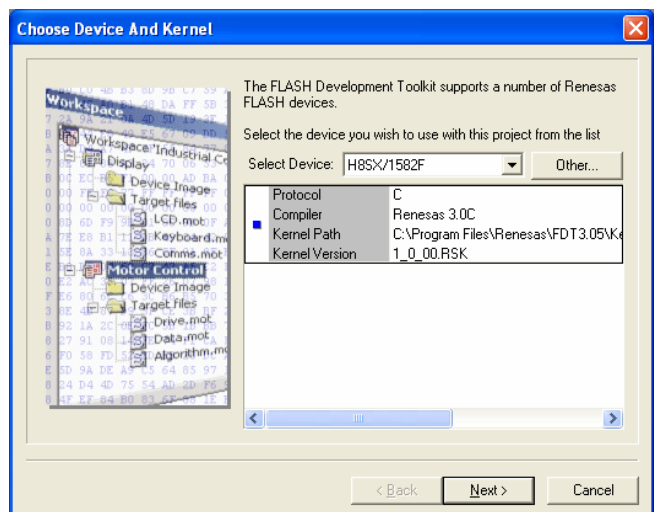 Choose Device And Kernel
Workspace
Workspace "Industrial Co
Display
Device Image
Target files
LCD.mot
Keyboard.m
Comms.mot
Motor Control
Device Image
Target files
Drive.mot
Data.mot
Algorithm.mo
The FLASH Development Toolkit supports a number of Renesas
FLASH devices.
Select the device you wish to use with this project from the list
Select Device: H8SX/1582F Other...
Protocol C
Compiler Renesas 3.0C
Kernel Path C:\Program Files\Renesas\FDT3.05\Ke
Kernel Version 1_0_00.RSK
< Back Next > Cancel